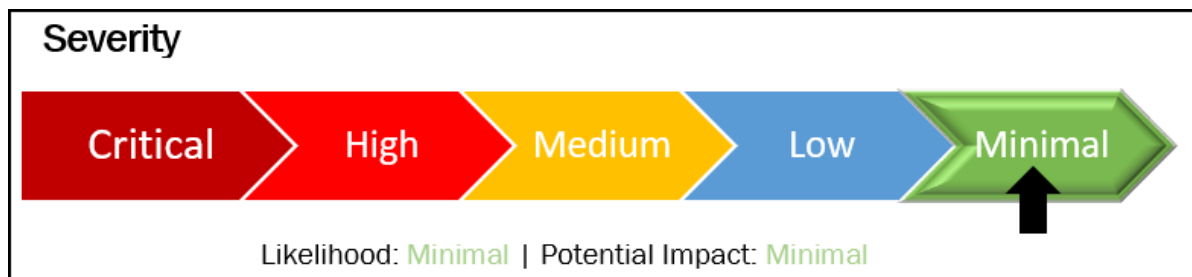 Severity
Critical High Medium Low Minimal
Likelihood: Minimal | Potential Impact: Minimal